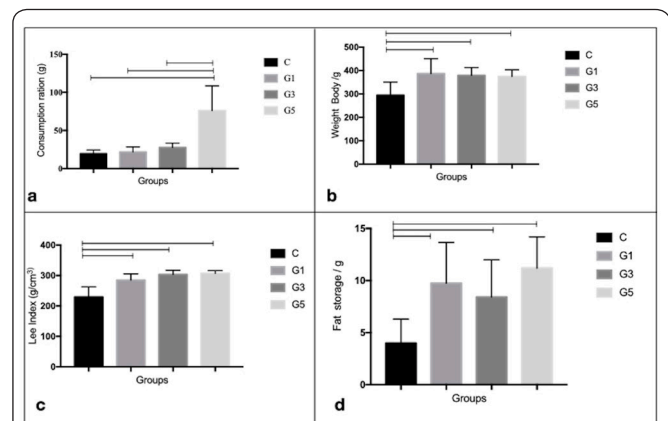 Consumption ration (g)
150
100
50
0
Groups
C
G1
G3
G5
a
Weight Body /g
500
400
300
200
100
0
Groups
C
G1
G3
G5
b
Lee Index (g/cm³)
400
300
200
100
0
Groups
C
G1
G3
G5
c
Fat storage / g
15
10
5
0
Groups
C
G1
G3
G5
d